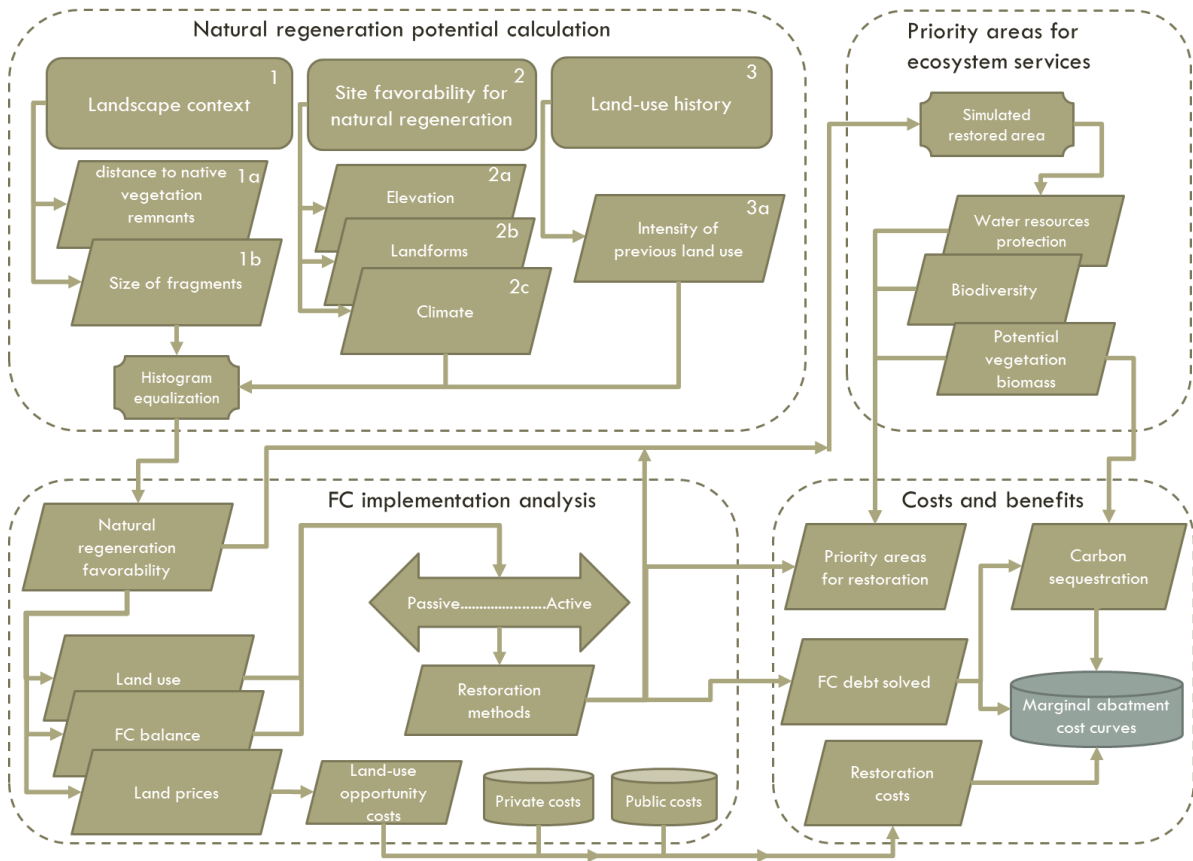 Natural regeneration potential calculation
1
Landscape context
2
Site favorability for
natural regeneration
3
Land-use history
1a
distance to native
vegetation
remnants
1b
Size of fragments
2a
Elevation
2b
Landforms
2c
Climate
3a
Intensity of
previous land use
Histogram
equalization
Priority areas for
ecosystem services
Simulated
restored area
Water resources
protection
Biodiversity
Potential
vegetation
biomass
FC implementation analysis
Natural
regeneration
favorability
Passive.......................Active
Land use
FC balance
Land prices
Restoration
methods
Land-use
opportunity
costs
Private costs
Public costs
Costs and benefits
Priority areas
for restoration
Carbon
sequestration
FC debt solved
Marginal abatment
cost curves
Restoration
costs